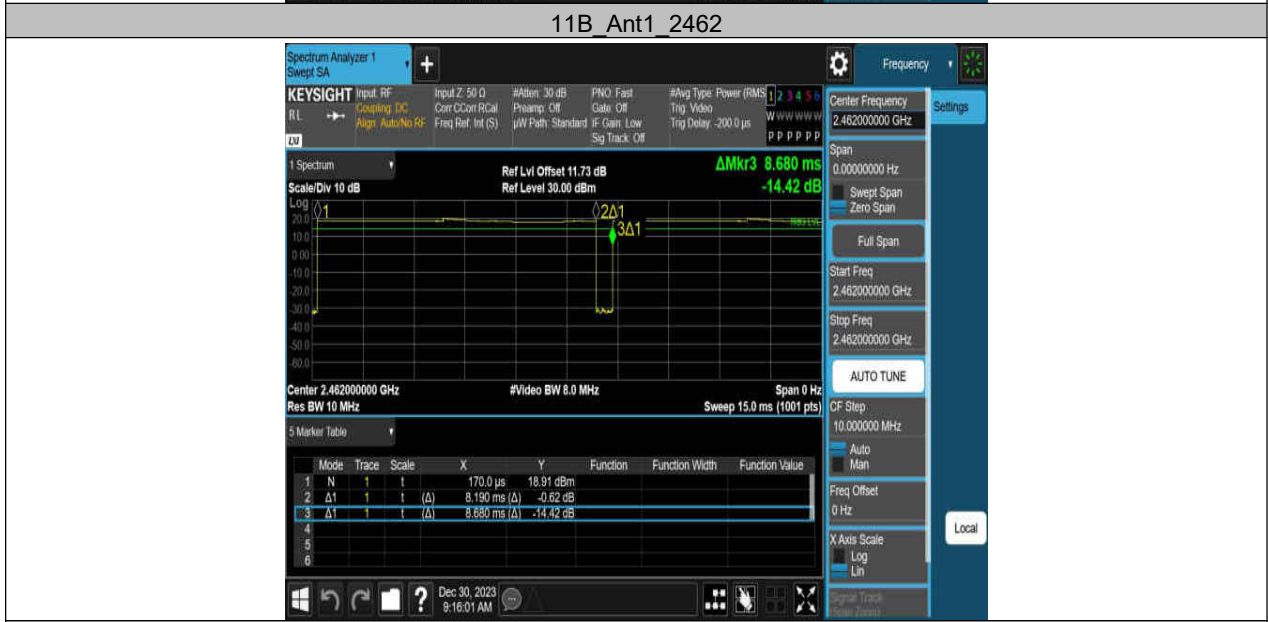 11B_Ant1_2462
Spectrum Analyzer 1
Swept SA
+
Frequency
KEYSIGHT
RL
LXI
Input: RF
Coupling: DC
Align: Auto/No RF
Input Z: 50 Ω
Corr CCorr RCal
Freq Ref: Int (S)
#Atten: 30 dB
Preamp: Off
µW Path: Standard
PNO: Fast
Gate: Off
IF Gain: Low
Sig Track: Off
#Avg Type: Power (RMS
Trig: Video
Trig Delay: -200.0 µs
1 2 3 4 5 6
W W W W W W
P P P P P P
1 Spectrum
Scale/Div 10 dB
Ref Lvl Offset 11.73 dB
Ref Level 30.00 dBm
ΔMkr3 8.680 ms
-14.42 dB
Log
20.0
10.0
0.00
-10.0
-20.0
-30.0
-40.0
-50.0
-60.0
1
2Δ1
3Δ1
TRIG LVL
Center 2.462000000 GHz
#Video BW 8.0 MHz
Span 0 Hz
Res BW 10 MHz
Sweep 15.0 ms (1001 pts)
5 Marker Table
Mode Trace Scale X Y Function Function Width Function Value
1 N 1 t 170.0 µs 18.91 dBm
2 Δ1 1 t (Δ) 8.190 ms (Δ) -0.62 dB
3 Δ1 1 t (Δ) 8.680 ms (Δ) -14.42 dB
4
5
6
?
Dec 30, 2023
9:16:01 AM
Center Frequency
2.462000000 GHz
Settings
Span
0.00000000 Hz
Swept Span
Zero Span
Full Span
Start Freq
2.462000000 GHz
Stop Freq
2.462000000 GHz
AUTO TUNE
CF Step
10.000000 MHz
Auto
Man
Freq Offset
0 Hz
X Axis Scale
Log
Lin
Signal Track
(Span Zoom)
Local